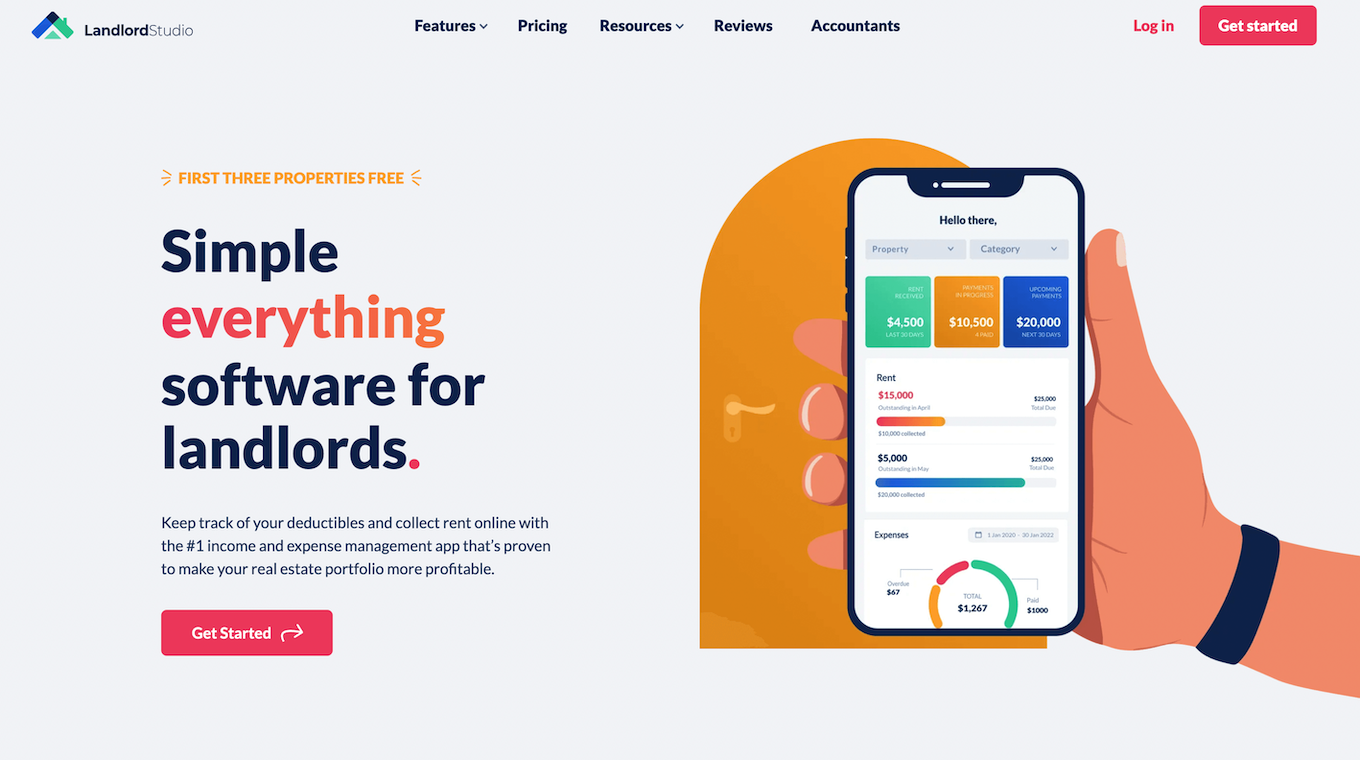 LandlordStudio
Features
Pricing
Resources
Reviews
Accountants
Log in
Get started
FIRST THREE PROPERTIES FREE
Simple
everything
software for
landlords.
Keep track of your deductibles and collect rent online with
the #1 income and expense management app that's proven
to make your real estate portfolio more profitable.
Get Started
Hello there,
Property
Category
RENT
RECEIVED
$4,500
LAST 30 DAYS
PAYMENTS
IN PROGRESS
$10,500
4 PAID
UPCOMING
PAYMENTS
$20,000
NEXT 30 DAYS
Rent
$15,000
Outstanding in April
$25,000
Total Due
$10,000 collected
$5,000
Outstanding in May
$25,000
Total Due
$20,000 collected
Expenses
1 Jan 2020 - 30 Jan 2022
Overdue
$67
TOTAL
$1,267
Paid
$1000